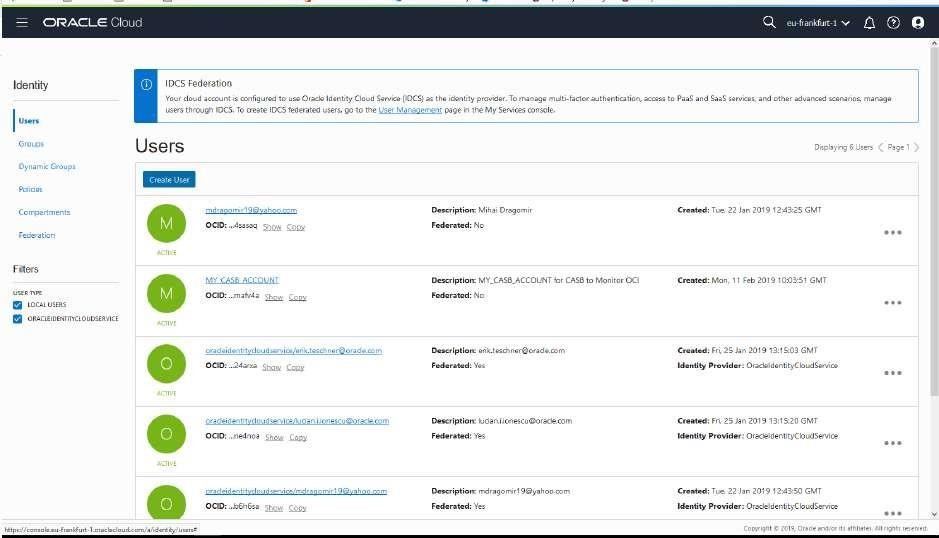 ORACLE Cloud
eu-frankfurt-1
Identity
Users
Groups
Dynamic Groups
Policies
Compartments
Federation
Filters
USER TYPE
LOCAL USERS
ORACLEIDENTITYCLOUDSERVICE
IDCS Federation
Your cloud account is configured to use Oracle Identity Cloud Service (IDCS) as the identity provider. To manage multi-factor authentication, access to PaaS and SaaS services, and other advanced scenarios, manage
users through IDCS. To create IDCS federated users, go to the User Management page in the My Services console.
Users
Displaying 6 Users < Page 1 >
Create User
M
ACTIVE
mdragomir19@yahoo.com
OCID: ...4sasaq Show Copy
Description: Mihai Dragomir
Federated: No
Created: Tue, 22 Jan 2019 12:43:25 GMT
M
ACTIVE
MY_CASB_ACCOUNT
OCID: ...mafv4a Show Copy
Description: MY_CASB_ACCOUNT for CASB to Monitor OCI
Federated: No
Created: Mon, 11 Feb 2019 10:03:51 GMT
O
ACTIVE
oracleidentitycloudservice/erik.teschner@oracle.com
OCID: ...24arxa Show Copy
Description: erik.teschner@oracle.com
Federated: Yes
Created: Fri, 25 Jan 2019 13:15:03 GMT
Identity Provider: OracleIdentityCloudService
O
ACTIVE
oracleidentitycloudservice/lucian.i.ionescu@oracle.com
OCID: ...ne4noa Show Copy
Description: lucian.i.ionescu@oracle.com
Federated: Yes
Created: Fri, 25 Jan 2019 13:15:20 GMT
Identity Provider: OracleIdentityCloudService
O
oracleidentitycloudservice/mdragomir19@yahoo.com
OCID: ...b6h6sa Show Copy
Description: mdragomir19@yahoo.com
Federated: Yes
Created: Tue, 22 Jan 2019 12:43:50 GMT
Identity Provider: OracleIdentityCloudService
https://console.eu-frankfurt-1.oraclecloud.com/a/identity/users#
Copyright © 2019, Oracle and/or its affiliates. All rights reserved.